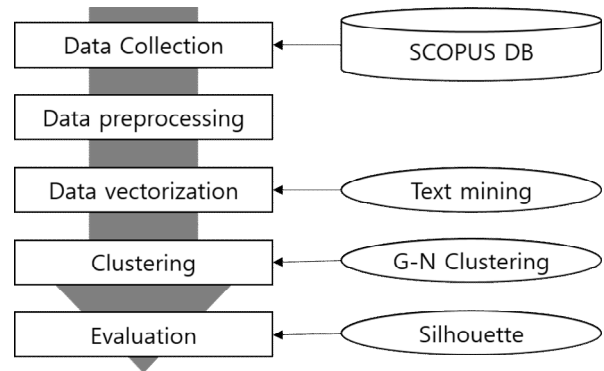 Data Collection
SCOPUS DB
Data preprocessing
Data vectorization
Text mining
Clustering
G-N Clustering
Evaluation
Silhouette